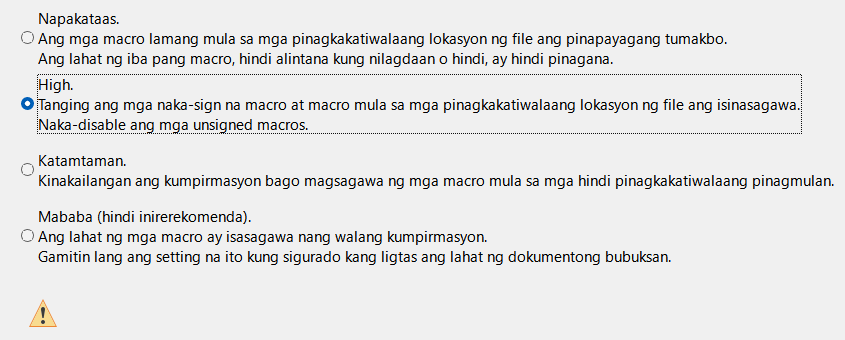 Napakataas.
Ang mga macro lamang mula sa mga pinagkakatiwalaang lokasyon ng file ang pinapayagang tumakbo.
Ang lahat ng iba pang macro, hindi alintana kung nilagdaan o hindi, ay hindi pinagana.
High.
Tanging ang mga naka-sign na macro at macro mula sa mga pinagkakatiwalaang lokasyon ng file ang isinasagawa.
Naka-disable ang mga unsigned macros.
Katamtaman.
Kinakailangan ang kumpirmasyon bago magsagawa ng mga macro mula sa mga hindi pinagkakatiwalaang pinagmulan.
Mababa (hindi inirerekomenda).
Ang lahat ng mga macro ay isasagawa nang walang kumpirmasyon.
Gamitin lang ang setting na ito kung sigurado kang ligtas ang lahat ng dokumentong bubuksan.